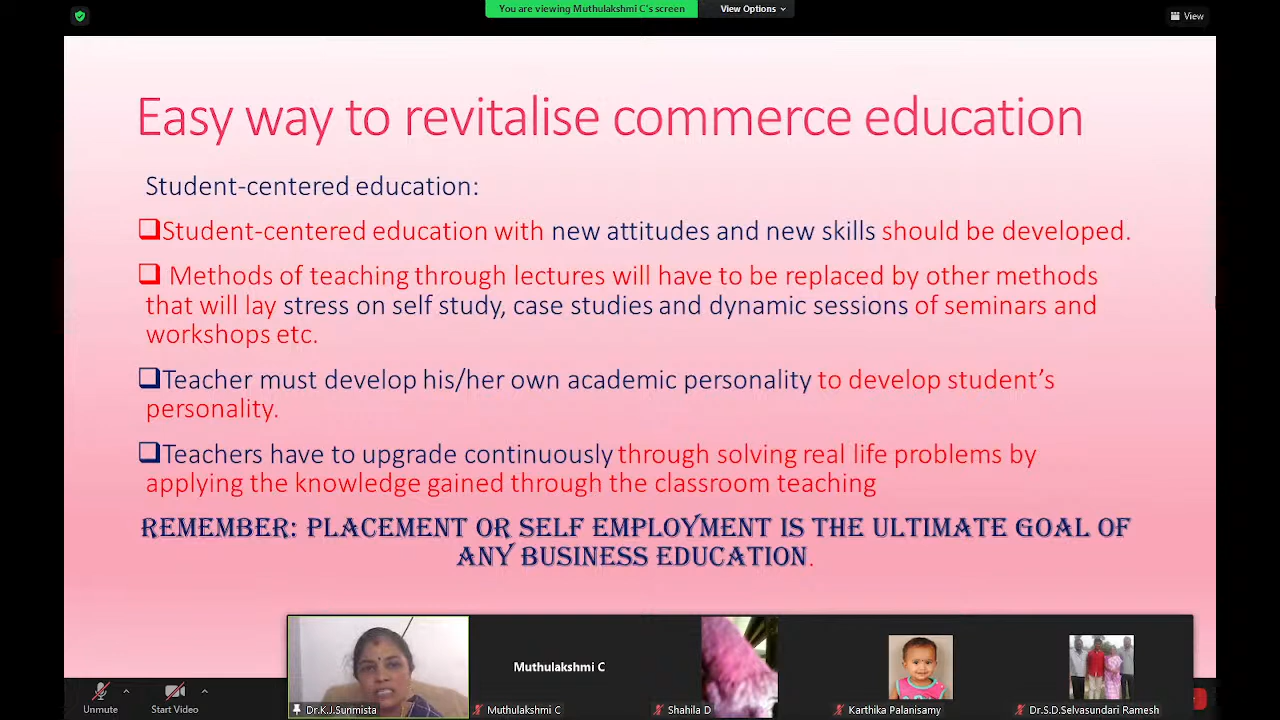 You are viewing Muthulakshmi C's screen
View Options
View
Easy way to revitalise commerce education
Student-centered education:
Student-centered education with new attitudes and new skills should be developed.
Methods of teaching through lectures will have to be replaced by other methods
that will lay stress on self study, case studies and dynamic sessions of seminars and
workshops etc.
Teacher must develop his/her own academic personality to develop student's
personality.
Teachers have to upgrade continuously through solving real life problems by
applying the knowledge gained through the classroom teaching
REMEMBER: PLACEMENT OR SELF EMPLOYMENT IS THE ULTIMATE GOAL OF
ANY BUSINESS EDUCATION.
Muthulakshmi C
Unmute
Start Video
Dr.K.J.Sunmista
Muthulakshmi C
Shahila D
Karthika Palanisamy
Dr.S.D.Selvasundari Ramesh